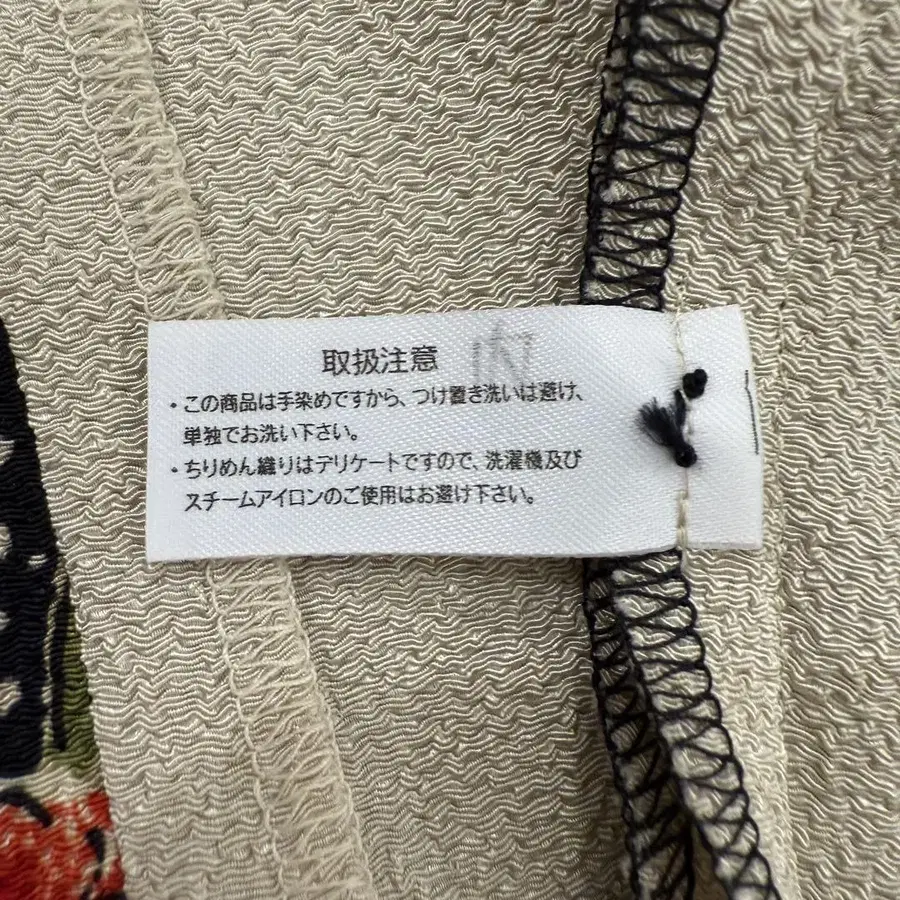 取扱注意
・この商品は手染めですから、つけ置き洗いは避け、
単独でお洗い下さい。
・ちりめん織りはデリケートですので、洗濯機及び
スチームアイロンのご使用はお避け下さい。